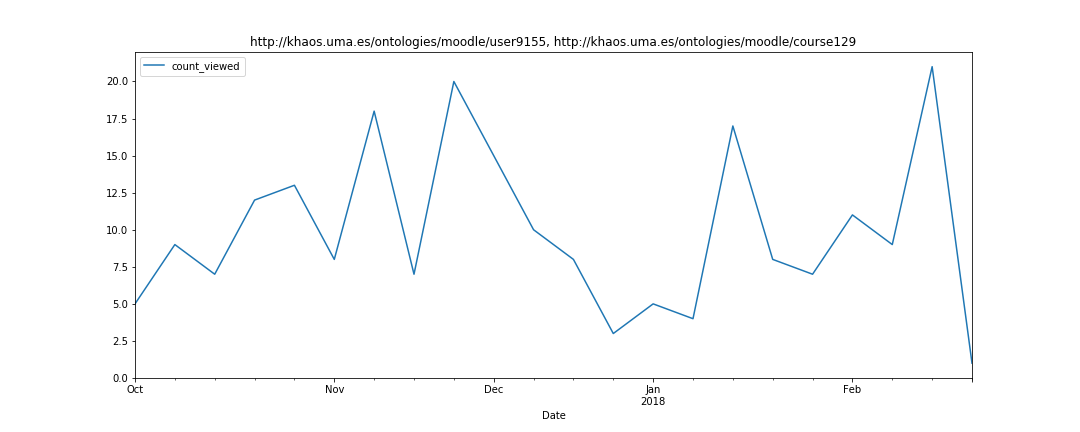 http://khaos.uma.es/ontologies/moodle/user9155, http://khaos.uma.es/ontologies/moodle/course129
count_viewed
20.0
17.5
15.0
12.5
10.0
7.5
5.0
2.5
0.0
Oct Nov Dec Jan Feb
2018
Date